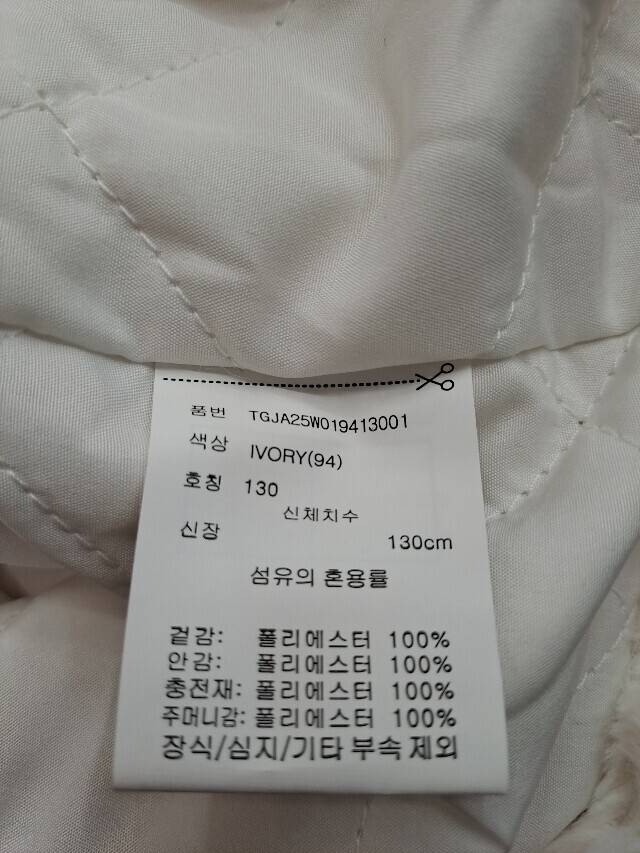 품번 TGJA25W019413001
색상 IVORY(94)
호칭 130
신체치수
신장 130cm
섬유의 혼용률
겉감: 폴리에스터 100%
안감: 폴리에스터 100%
충전재: 폴리에스터 100%
주머니감: 폴리에스터 100%
장식/심지/기타 부속 제외